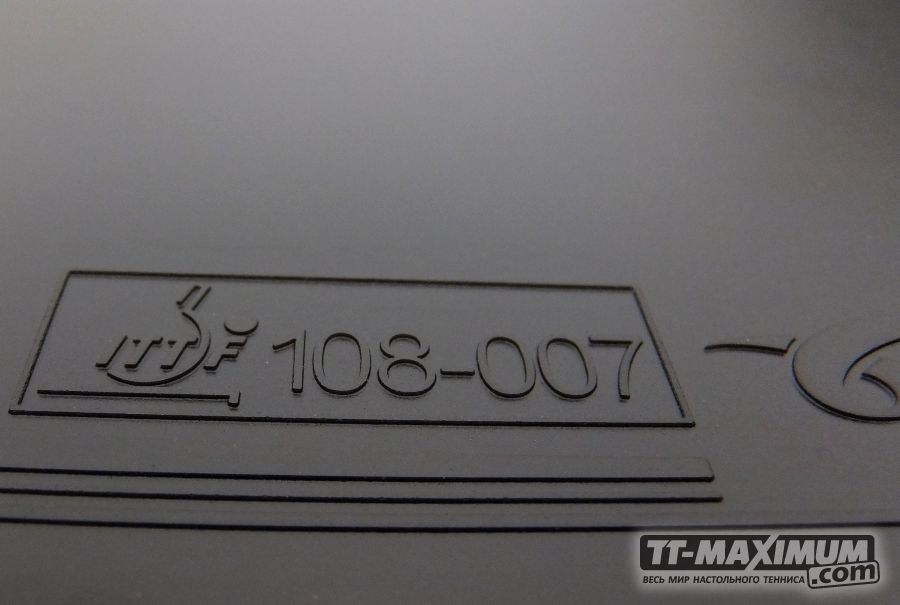 ITTF 108-007
TT-MAXIMUM
ВЕСЬ МИР НАСТОЛЬНОГО ТЕННИСА .com